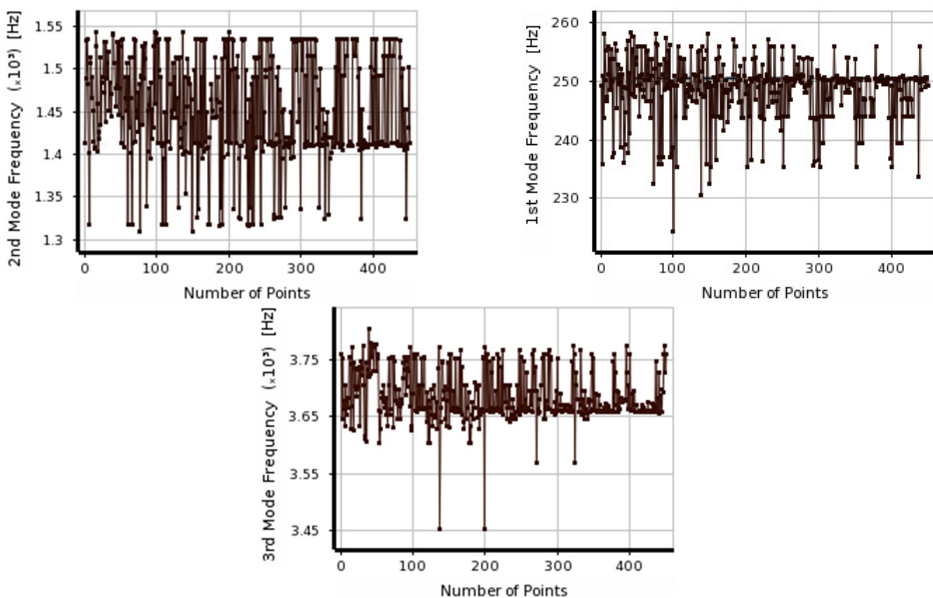 2nd Mode Frequency (ₓ10³) [Hz]
1.55
1.5
1.45
1.4
1.35
1.3
0 100 200 300 400
Number of Points
1st Mode Frequency [Hz]
260
250
240
230
0 100 200 300 400
Number of Points
3rd Mode Frequency (ₓ10³) [Hz]
3.75
3.65
3.55
3.45
0 100 200 300 400
Number of Points